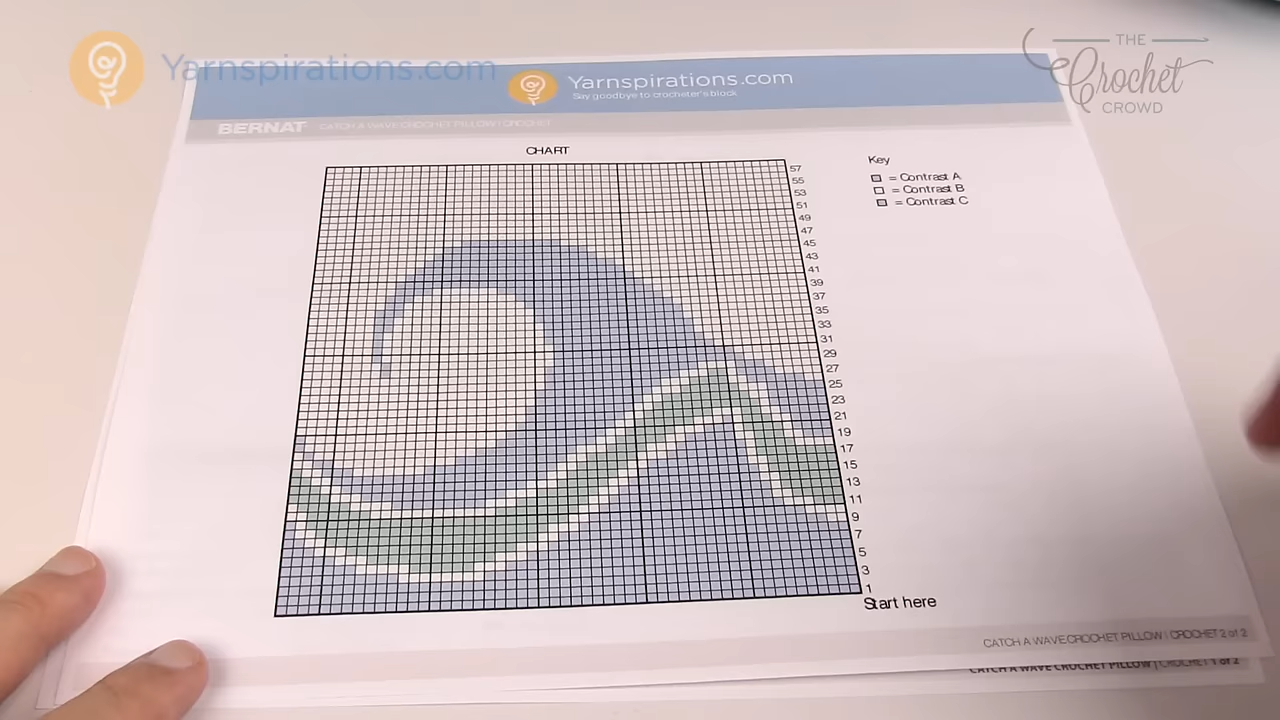 Yarnspirations.com
THE
Crochet
CROWD
Yarnspirations.com
Say goodbye to crocheter's block
BERNAT CATCH A WAVE CROCHET PILLOW | CROCHET
CHART
Key
= Contrast A
= Contrast B
= Contrast C
57
55
53
51
49
47
45
43
41
39
37
35
33
31
29
27
25
23
21
19
17
15
13
11
9
7
5
3
1
Start here
CATCH A WAVE CROCHET PILLOW | CROCHET 2 of 2
CATCH A WAVE CROCHET PILLOW | CROCHET 1 of 2